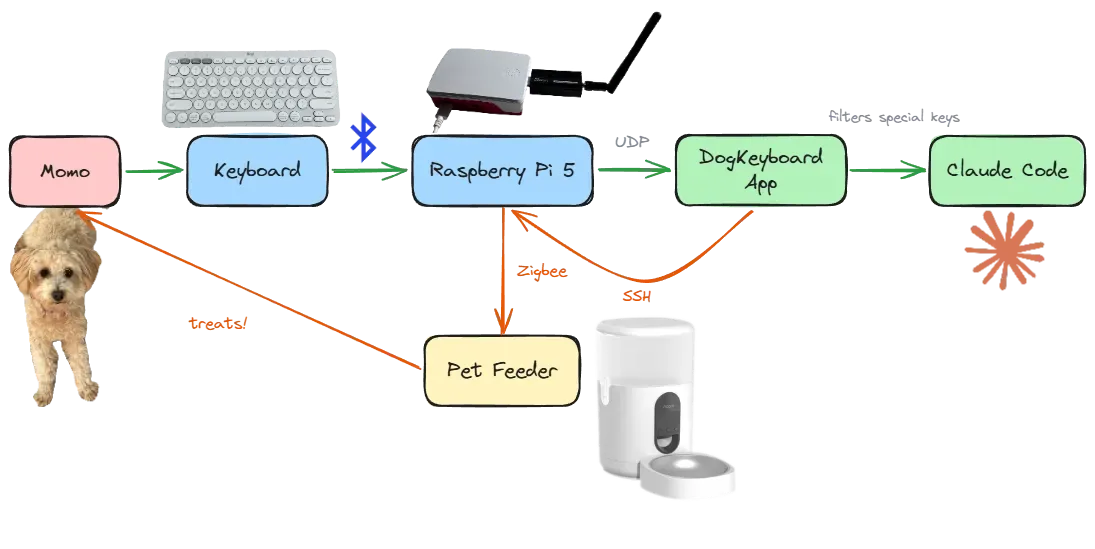 filters special keys
UDP
Momo
Keyboard
Raspberry Pi 5
DogKeyboard
App
Claude Code
Zigbee
SSH
treats!
Pet Feeder